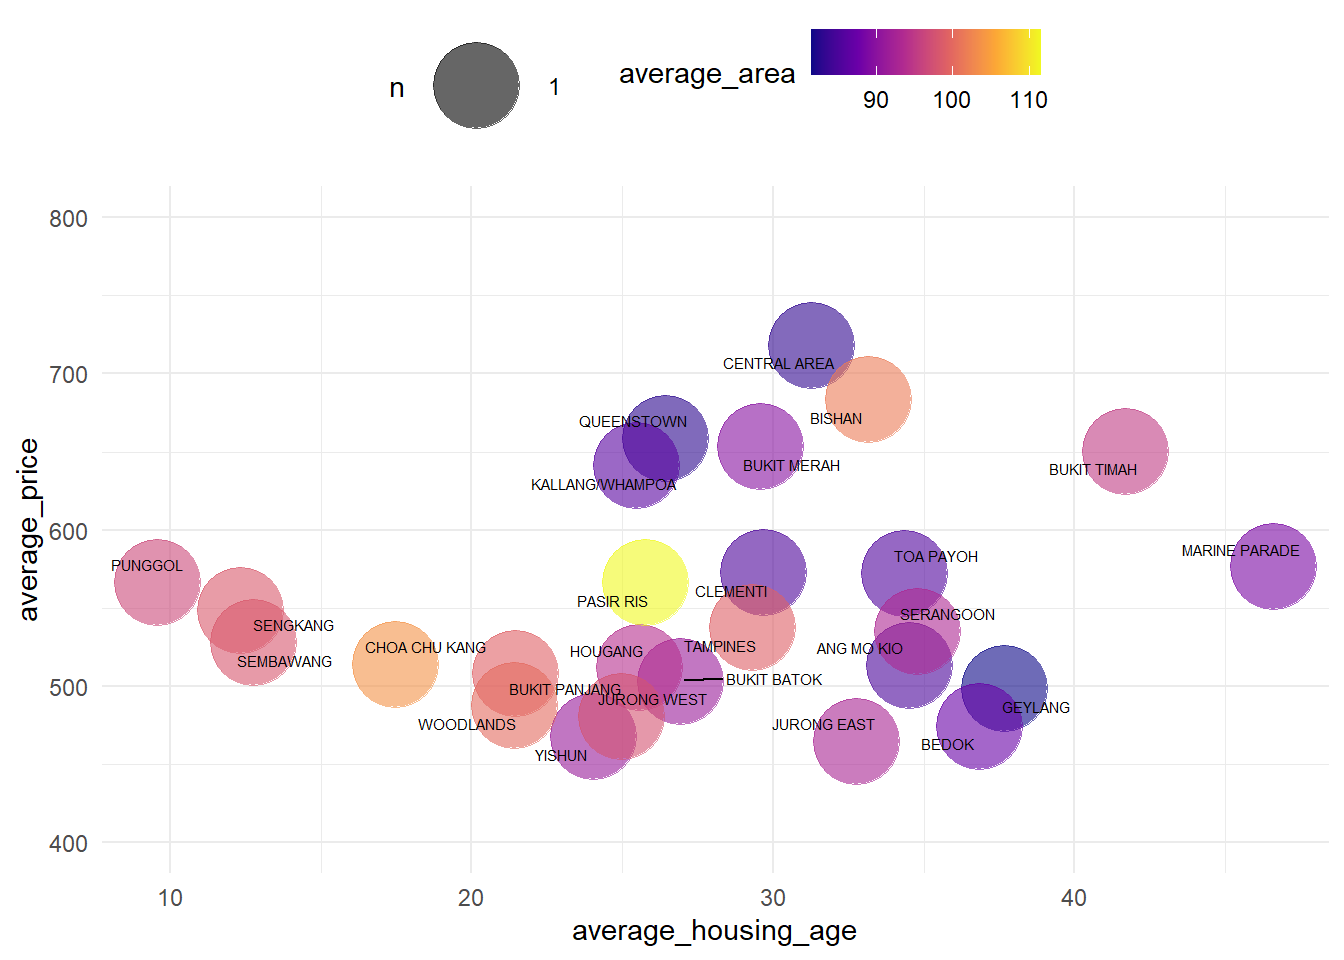 n
1
average_area
90
100
110
average_price
800
700
600
500
400
CENTRAL AREA
BISHAN
QUEENSTOWN
BUKIT MERAH
BUKIT TIMAH
KALLANG/WHAMPOA
MARINE PARADE
TOA PAYOH
PUNGGOL
CLEMENTI
PASIR RIS
SERANGOON
SENGKANG
TAMPINES
CHOA CHU KANG
ANG MO KIO
HOUGANG
SEMBAWANG
BUKIT BATOK
BUKIT PANJANG
JURONG WEST
GEYLANG
WOODLANDS
JURONG EAST
BEDOK
YISHUN
10
20
30
40
average_housing_age